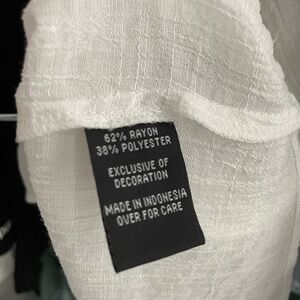 62% RAYON
38% POLYESTER
EXCLUSIVE OF
DECORATION
MADE IN INDONESIA
OVER FOR CARE